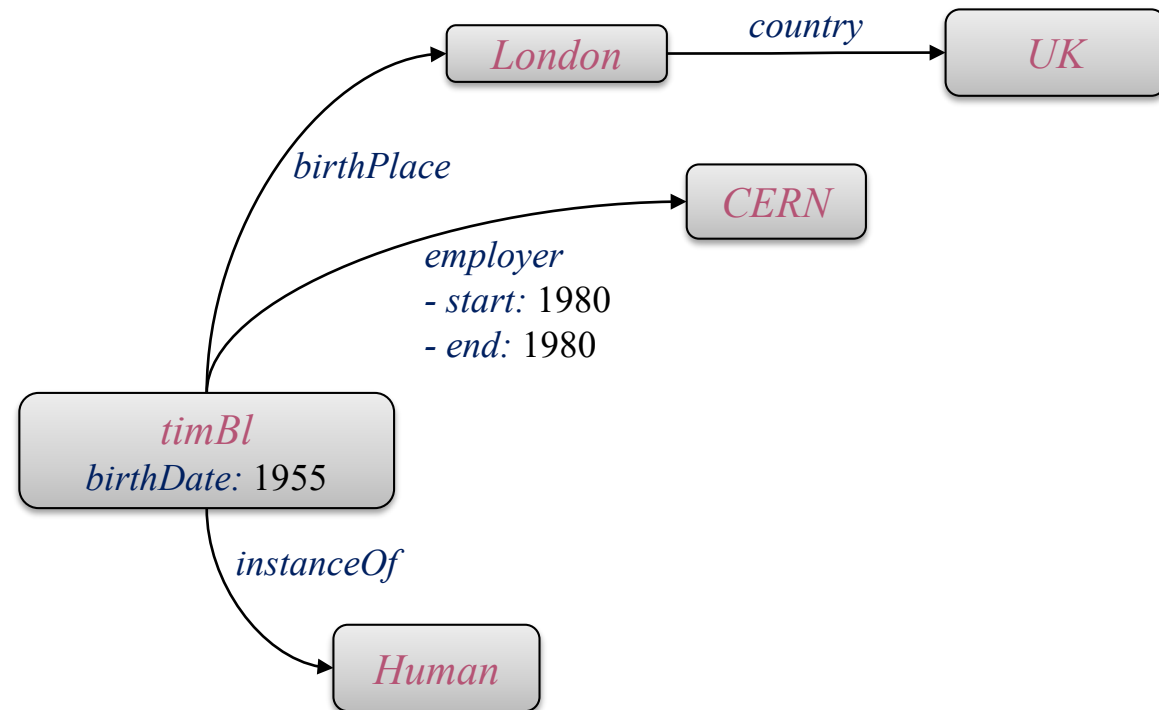 country
London
UK
birthPlace
CERN
employer
- start: 1980
- end: 1980
timBl
birthDate: 1955
instanceOf
Human